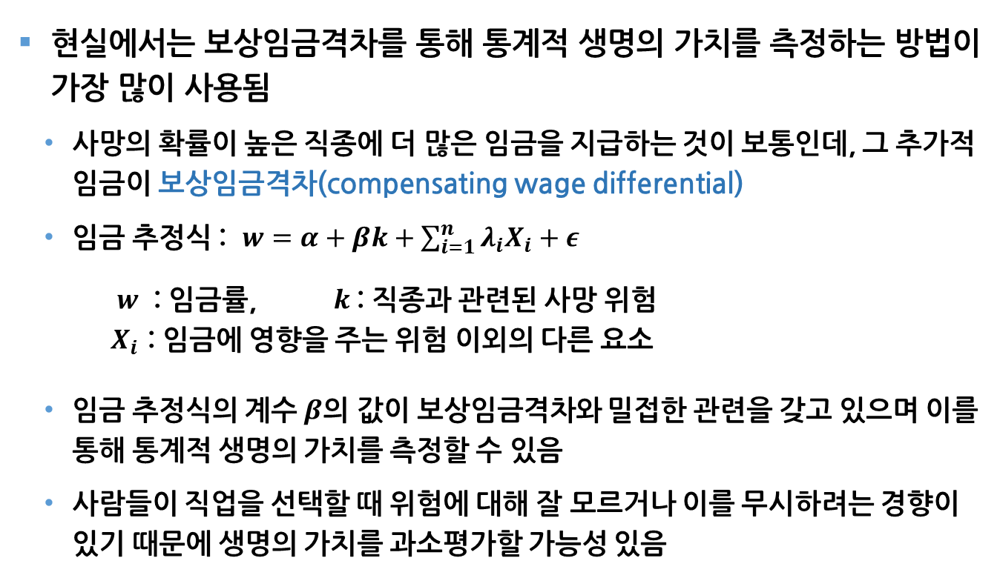 ▪ 현실에서는 보상임금격차를 통해 통계적 생명의 가치를 측정하는 방법이
가장 많이 사용됨
• 사망의 확률이 높은 직종에 더 많은 임금을 지급하는 것이 보통인데, 그 추가적
임금이 보상임금격차(compensating wage differential)
• 임금 추정식 : w = α + βk + ∑ⁿᵢ₌₁ λᵢXᵢ + ϵ
w : 임금률, k : 직종과 관련된 사망 위험
Xᵢ : 임금에 영향을 주는 위험 이외의 다른 요소
• 임금 추정식의 계수 β의 값이 보상임금격차와 밀접한 관련을 갖고 있으며 이를
통해 통계적 생명의 가치를 측정할 수 있음
• 사람들이 직업을 선택할 때 위험에 대해 잘 모르거나 이를 무시하려는 경향이
있기 때문에 생명의 가치를 과소평가할 가능성 있음